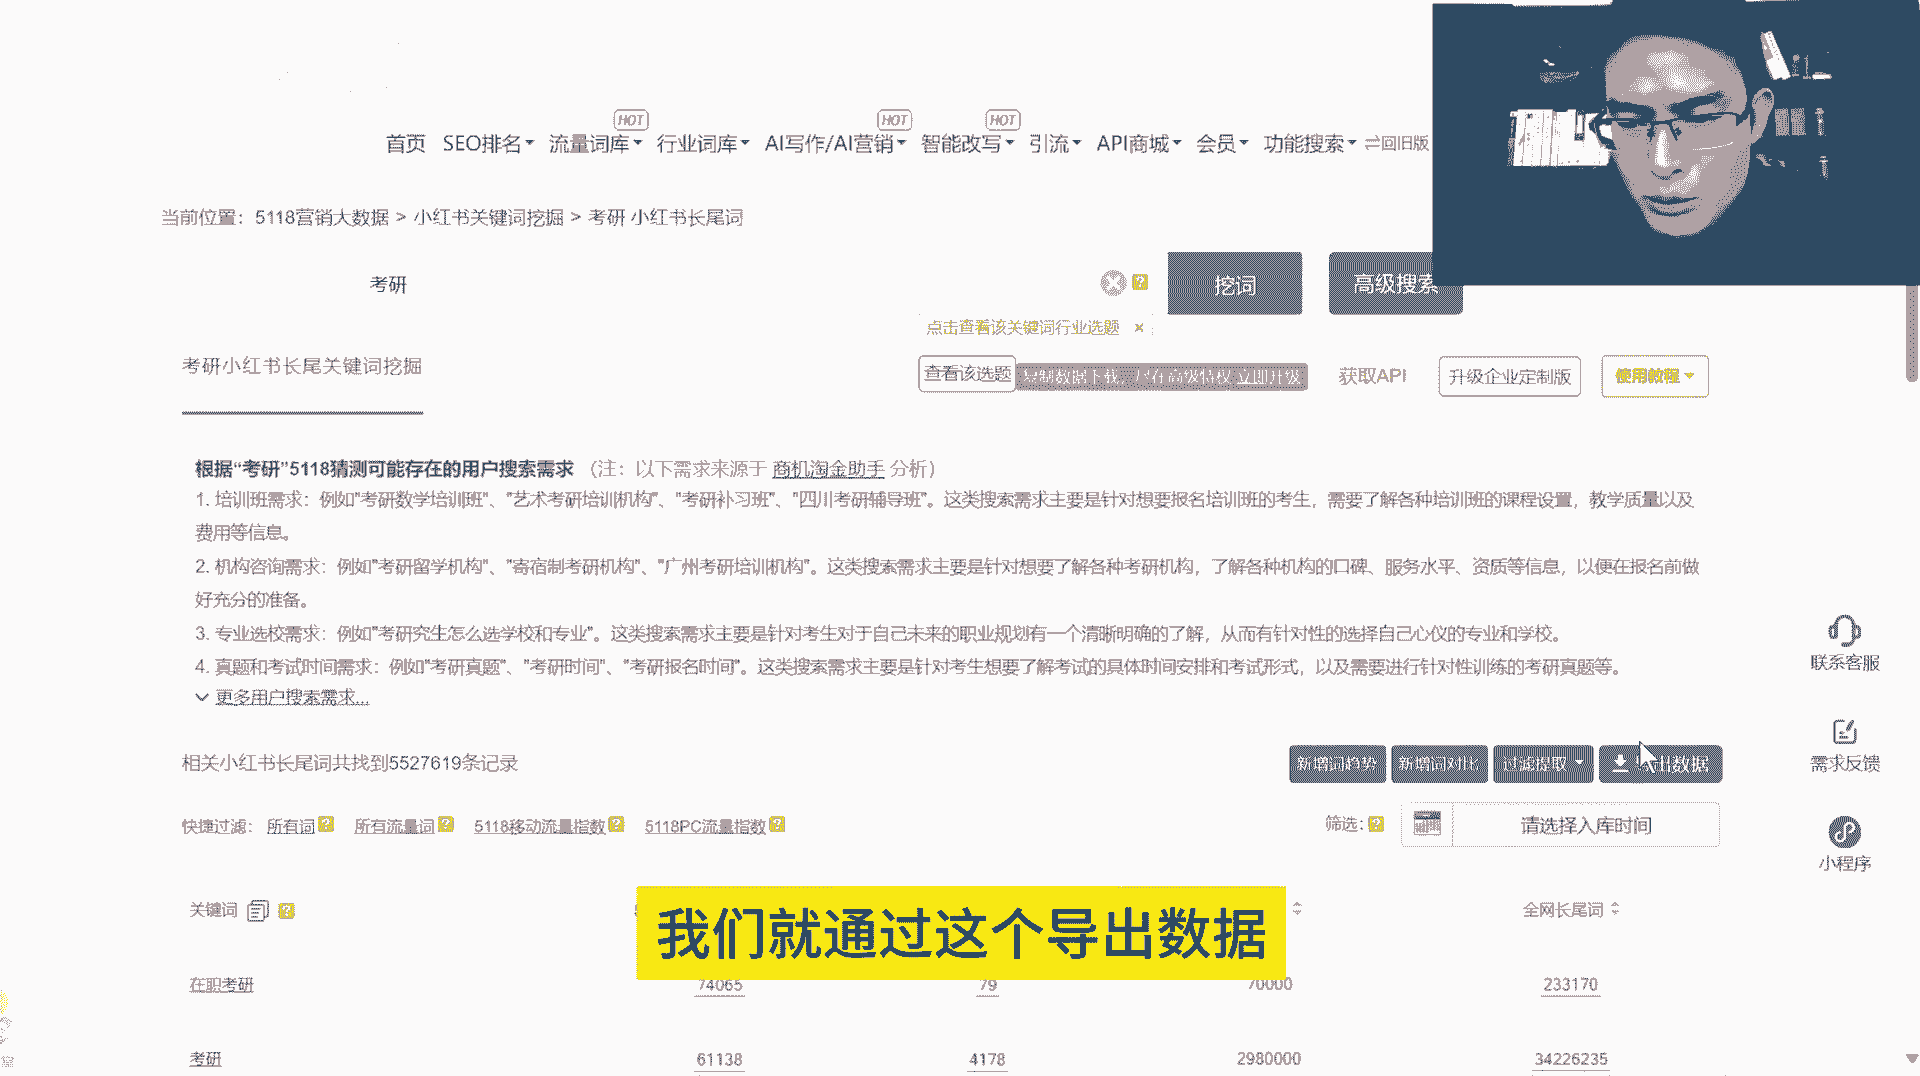 HOT HOT HOT
首页 SEO排名 流量词库 行业词库 AI写作/AI营销 智能改写 引流 API商城 会员 功能搜索 回旧版
当前位置：5118营销大数据 > 小红书关键词挖掘 > 考研 小红书长尾词
考研 挖词 高级搜索
点击查看该关键词行业选题 ×
考研小红书长尾关键词挖掘
查看该选题 复制数据下载，尽在高级特权 立即升级 获取API 升级企业定制版 使用教程
根据“考研”5118猜测可能存在的用户搜索需求 （注：以下需求来源于 商机淘金助手 分析）
1. 培训班需求：例如"考研数学培训班"、"艺术考研培训机构"、"考研补习班"、"四川考研辅导班"。这类搜索需求主要是针对想要报名培训班的考生，需要了解各种培训班的课程设置，教学质量以及
费用等信息。
2. 机构咨询需求：例如"考研留学机构"、"寄宿制考研机构"、"广州考研培训机构"。这类搜索需求主要是针对想要了解各种考研机构，了解各种机构的口碑、服务水平、资质等信息，以便在报名前做
好充分的准备。
3. 专业选校需求：例如"考研究生怎么选学校和专业"。这类搜索需求主要是针对考生对于自己未来的职业规划有一个清晰明确的了解，从而有针对性的选择自己心仪的专业和学校。
4. 真题和考试时间需求：例如"考研真题"、"考研时间"、"考研报名时间"。这类搜索需求主要是针对考生想要了解考试的具体时间安排和考试形式，以及需要进行针对性训练的考研真题等。
更多用户搜索需求...
联系客服
需求反馈
小程序
相关小红书长尾词共找到5527619条记录 新增词趋势 新增词对比 过滤提取 出数据
快捷过滤： 所有词 所有流量词 5118移动流量指数 5118PC流量指数 筛选： 请选择入库时间
关键词 全网长尾词
我们就通过这个导出数据
在职考研 74065 79 70000 233170
考研 61138 4178 2980000 34226235